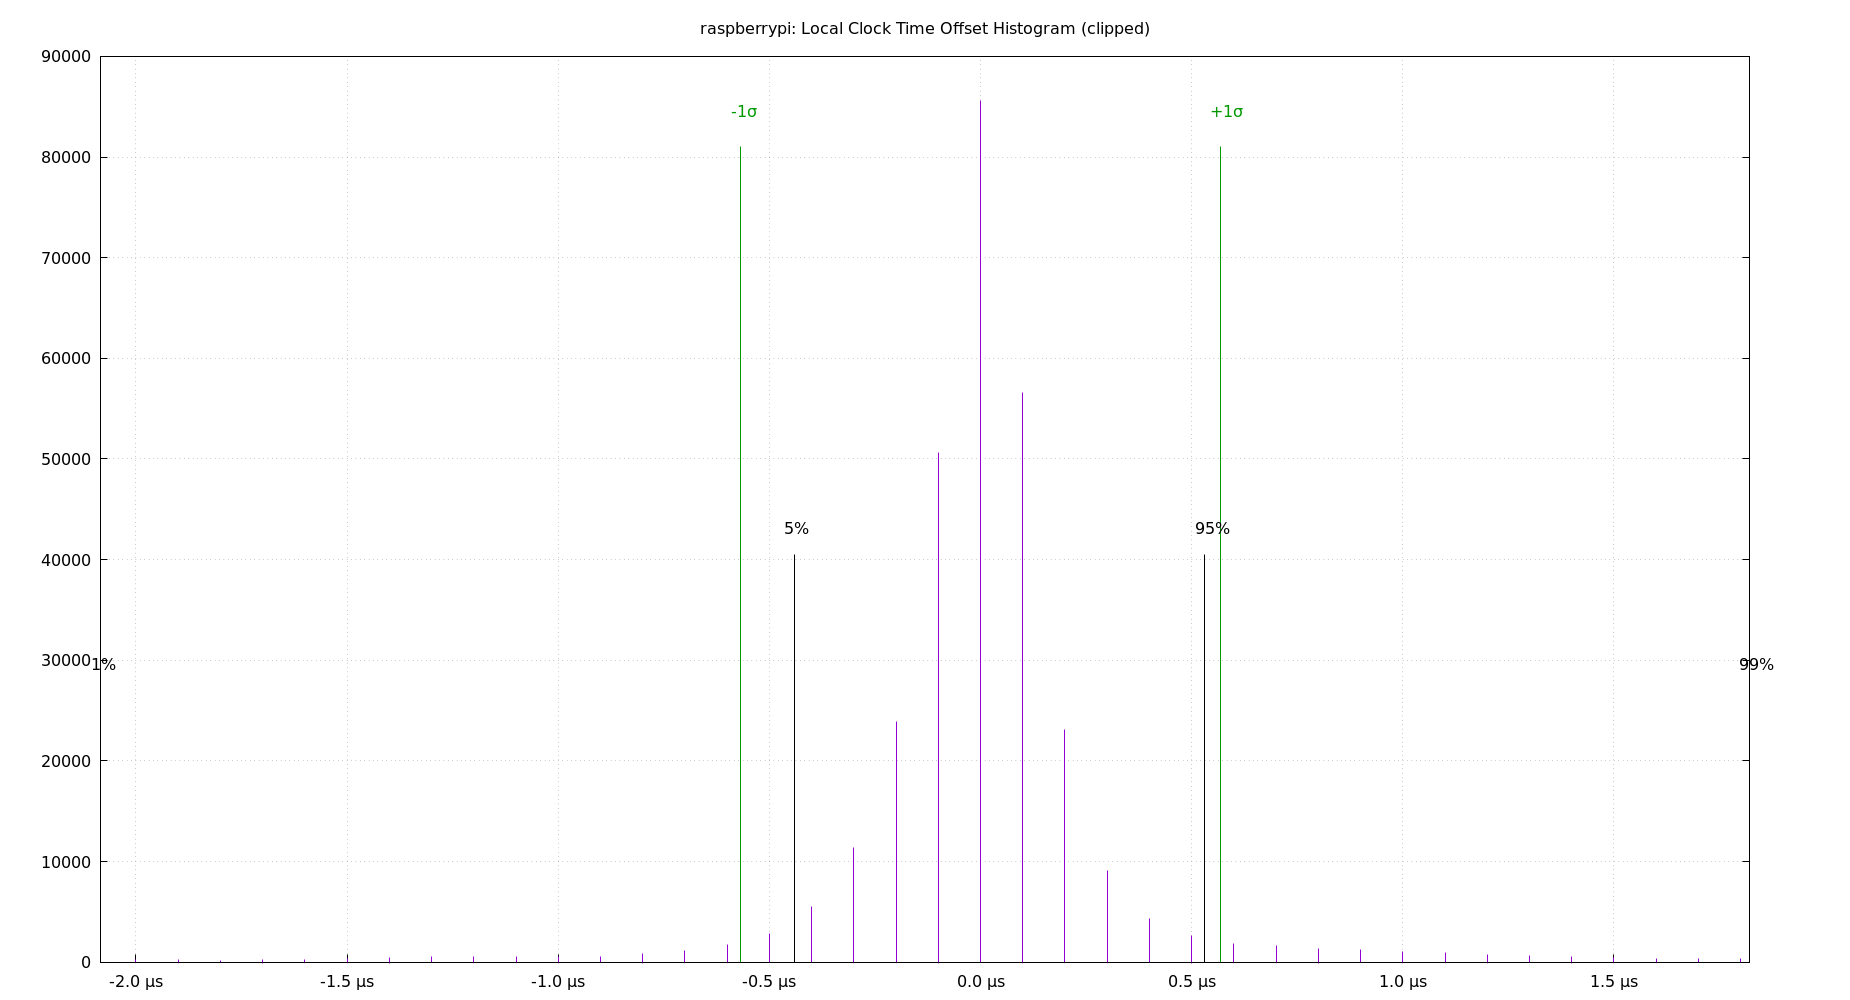 raspberrypi: Local Clock Time Offset Histogram (clipped)
90000
-1σ
+1σ
80000
70000
60000
50000
5%
95%
40000
30000
1%
99%
20000
10000
0
-2.0 μs
-1.5 μs
-1.0 μs
-0.5 μs
0.0 μs
0.5 μs
1.0 μs
1.5 μs